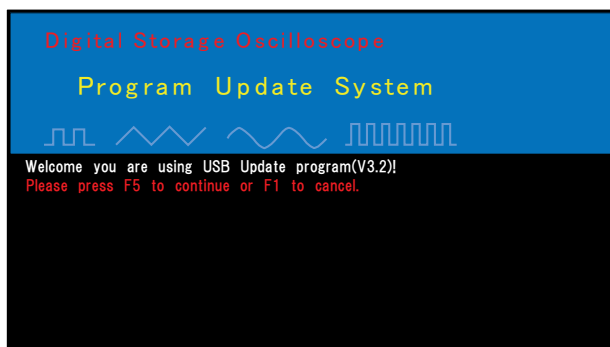 Digital Storage Oscilloscope
Program Update System
Welcome you are using USB Update program(V3.2)!
Please press F5 to continue or F1 to cancel.